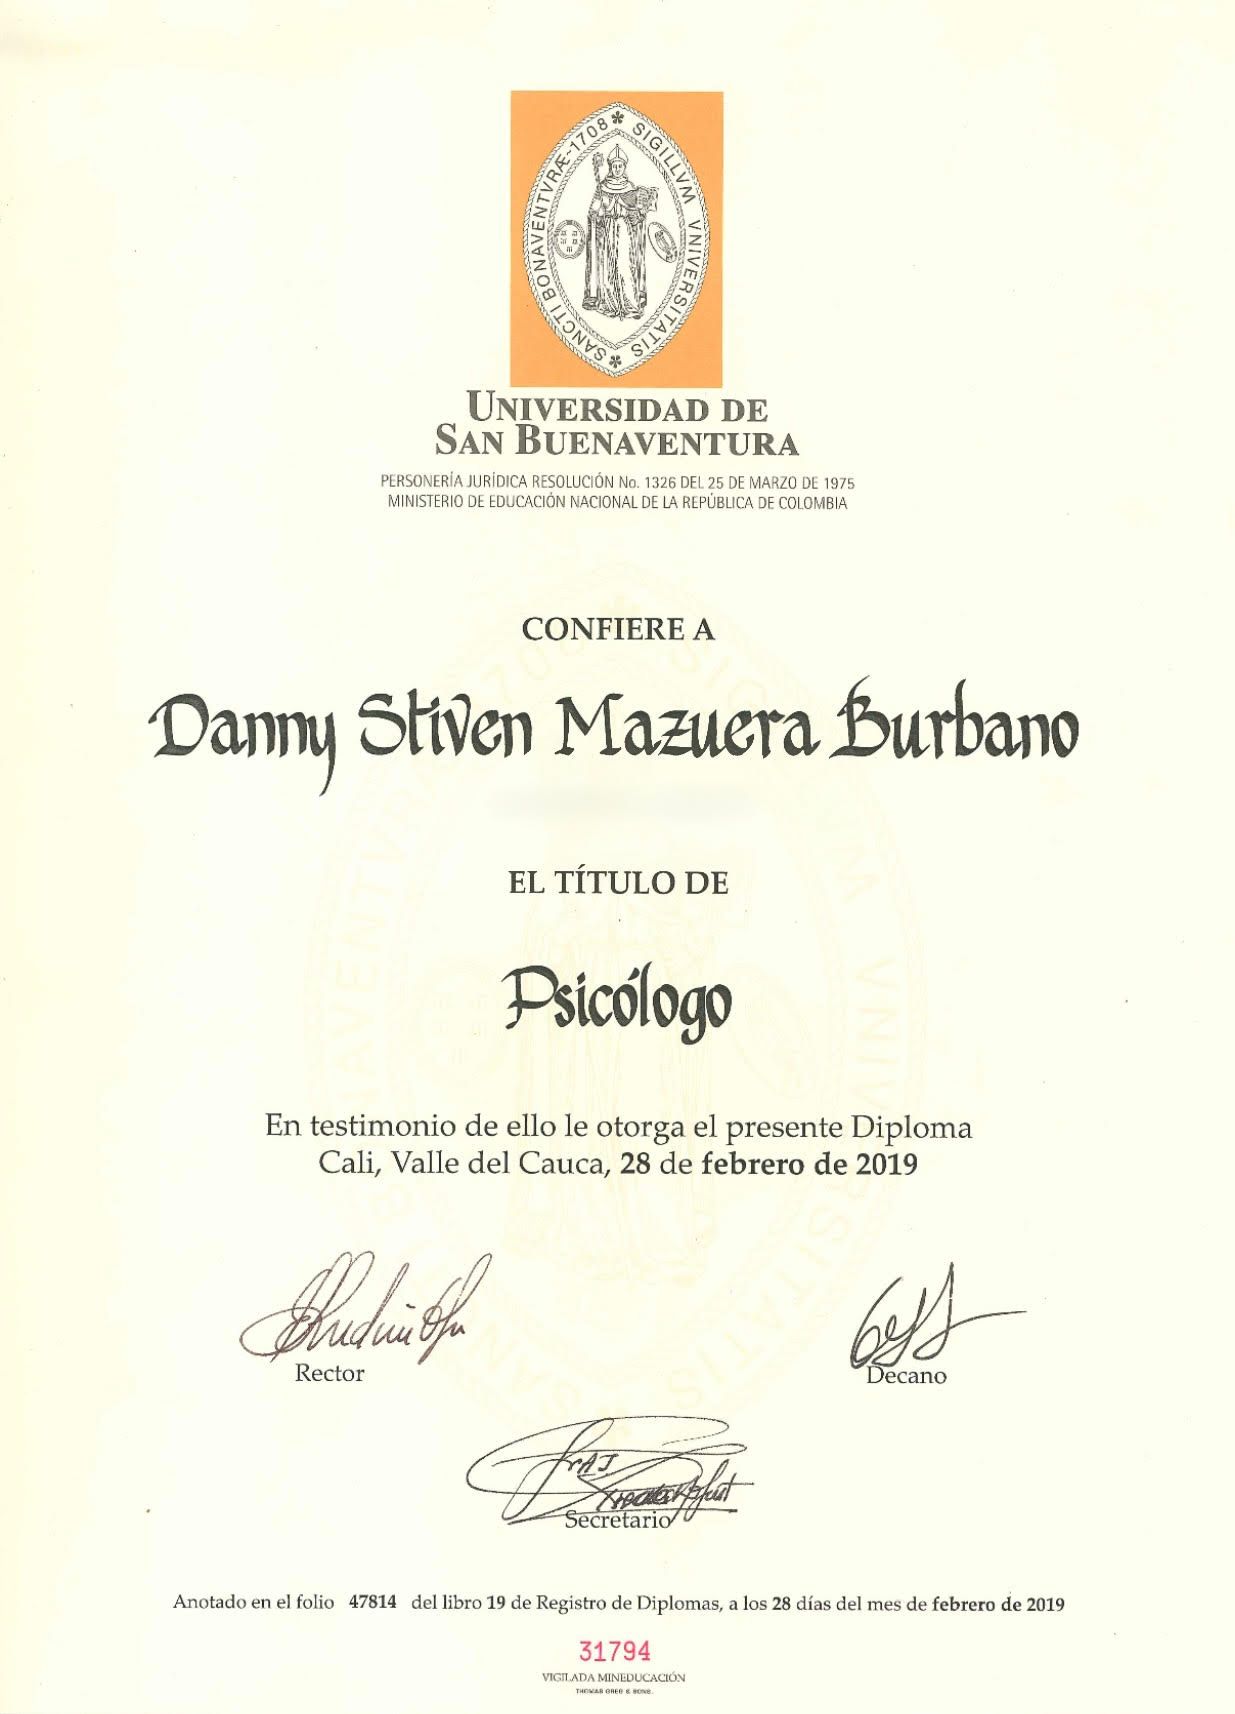 SANCTI BONAVENTVRÆ-1708 * SIGILLVM VNIVERSITATIS *
UNIVERSIDAD DE
SAN BUENAVENTURA
PERSONERÍA JURÍDICA RESOLUCIÓN No. 1326 DEL 25 DE MARZO DE 1975
MINISTERIO DE EDUCACIÓN NACIONAL DE LA REPÚBLICA DE COLOMBIA
CONFIERE A
Danny Stiven Mazuera Burbano
EL TÍTULO DE
Psicólogo
En testimonio de ello le otorga el presente Diploma
Cali, Valle del Cauca, 28 de febrero de 2019
Rector
Decano
Secretario
Anotado en el folio 47814 del libro 19 de Registro de Diplomas, a los 28 días del mes de febrero de 2019
31794
VIGILADA MINEDUCACIÓN
THOMAS GREG & SONS.